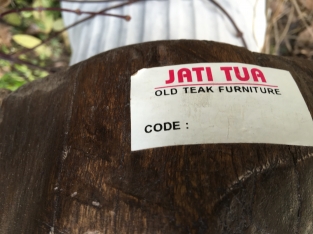 JATI TUA
OLD TEAK FURNITURE
CODE :